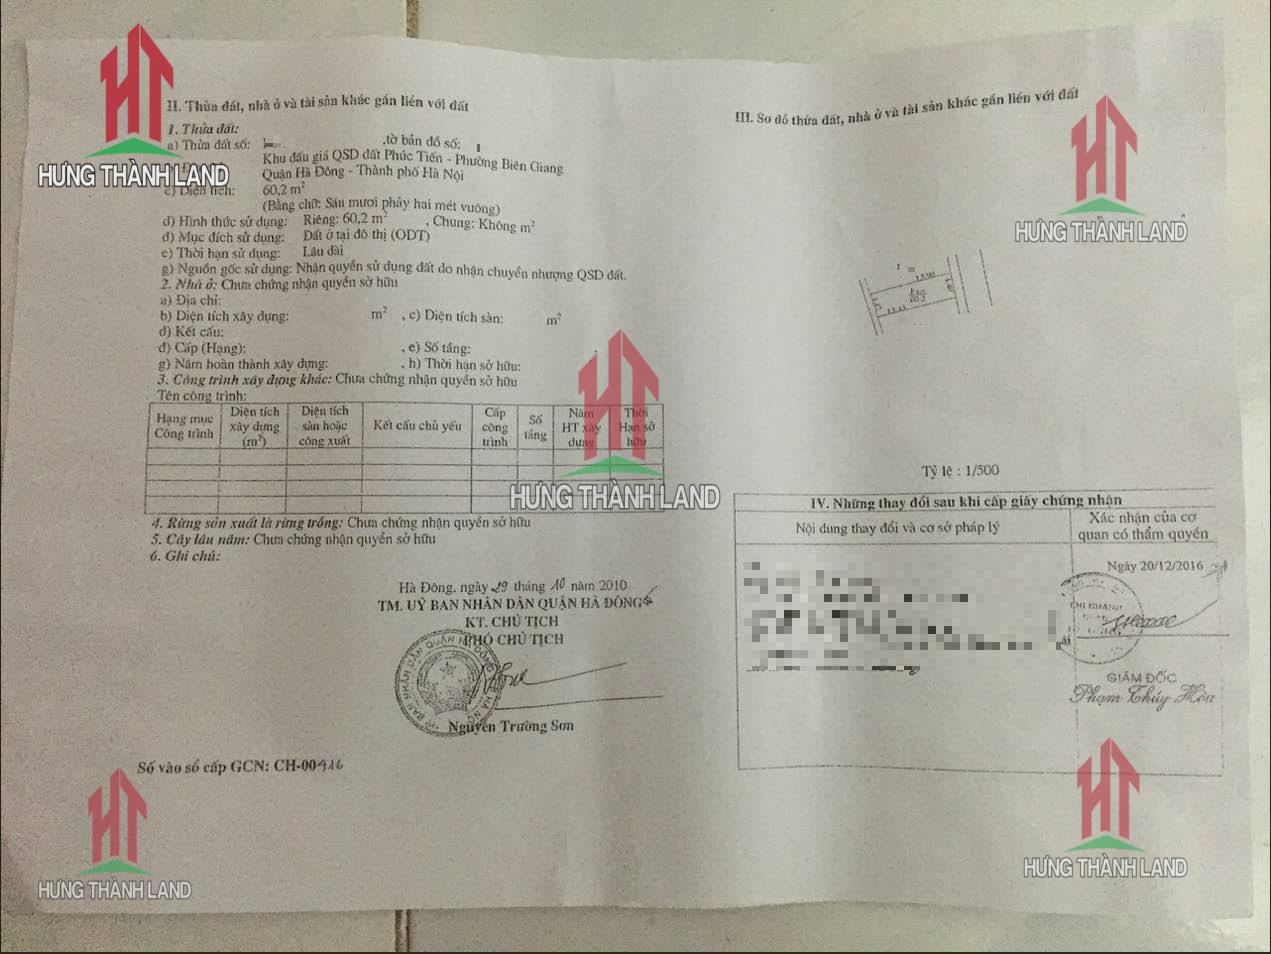 II. Thửa đất, nhà ở và tài sản khác gắn liền với đất
1. Thửa đất:
a) Thửa đất số: .tờ bản đồ số:
Khu đấu giá QSD đất Phúc Tiến - Phường Biên Giang
Quận Hà Đông - Thành phố Hà Nội
c) Diện tích: 60,2 m²
(Bằng chữ: Sáu mươi phảy hai mét vuông)
d) Hình thức sử dụng: Riêng: 60,2 m² , Chung: Không m²
đ) Mục đích sử dụng: Đất ở tại đô thị (ODT)
e) Thời hạn sử dụng: Lâu dài
g) Nguồn gốc sử dụng: Nhận quyền sử dụng đất do nhận chuyển nhượng QSD đất.
2. Nhà ở: Chưa chứng nhận quyền sở hữu
a) Địa chỉ:
b) Diện tích xây dựng: m² , c) Diện tích sàn: m²
d) Kết cấu:
đ) Cấp (Hạng): , e) Số tầng: .
g) Năm hoàn thành xây dựng: , h) Thời hạn sở hữu:
3. Công trình xây dựng khác: Chưa chứng nhận quyền sở hữu
Tên công trình:
Hạng mục Công trình
Diện tích xây dựng (m²)
Diện tích sàn hoặc công xuất
Kết cấu chủ yếu
Cấp công trình
Số tầng
Năm HT xây dựng
Thời Hạn sở hữu
4. Rừng sản xuất là rừng trồng: Chưa chứng nhận quyền sở hữu
5. Cây lâu năm: Chưa chứng nhận quyền sở hữu
6. Ghi chú:
Hà Đông, ngày 29 tháng 10 năm 2010
TM. UỶ BAN NHÂN DÂN QUẬN HÀ ĐÔNG
KT. CHỦ TỊCH
PHÓ CHỦ TỊCH
Nguyễn Trường Sơn
Số vào sổ cấp GCN: CH-00
III. Sơ đồ thửa đất, nhà ở và tài sản khác gắn liền với đất
60.2
Tỷ lệ : 1/500
IV. Những thay đổi sau khi cấp giấy chứng nhận
Nội dung thay đổi và cơ sở pháp lý
Xác nhận của cơ
quan có thẩm quyền
Ngày 20/12/2016
CHI NHÁNH
GIÁM ĐỐC
Phạm Thúy Hòa
HƯNG THÀNH LAND
HƯNG THÀNH LAND
HƯNG THÀNH LAND
HƯNG THÀNH LAND
HƯNG THÀNH LAND